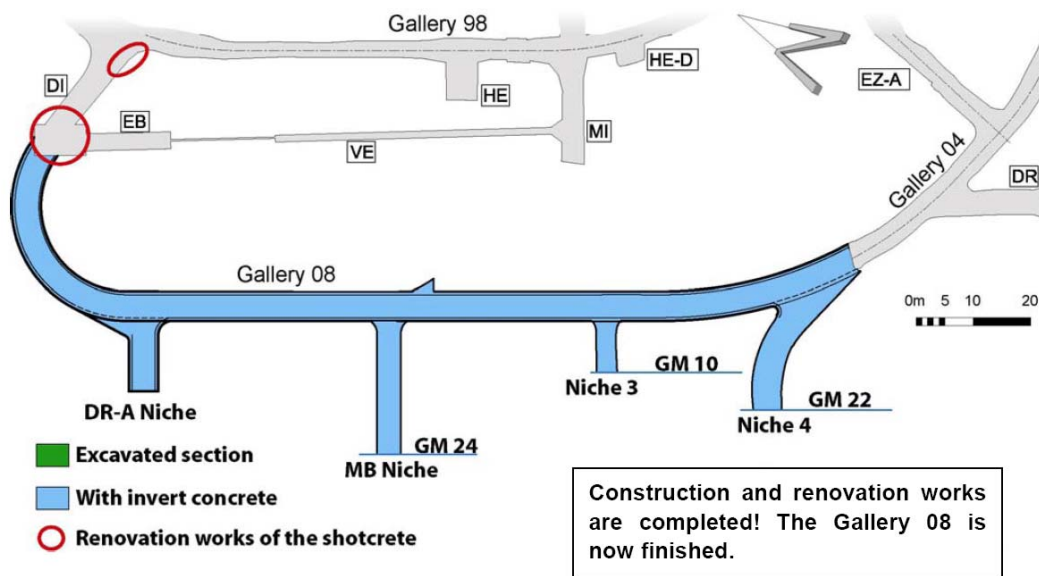 Gallery 98
DI
HE
HE-D
EZ-A
EB
VE
MI
Gallery 04
DR
Gallery 08
0m 5 10 20
GM 10
Niche 3
GM 22
Niche 4
DR-A Niche
GM 24
MB Niche
Excavated section
With invert concrete
Renovation works of the shotcrete
Construction and renovation works
are completed! The Gallery 08 is
now finished.